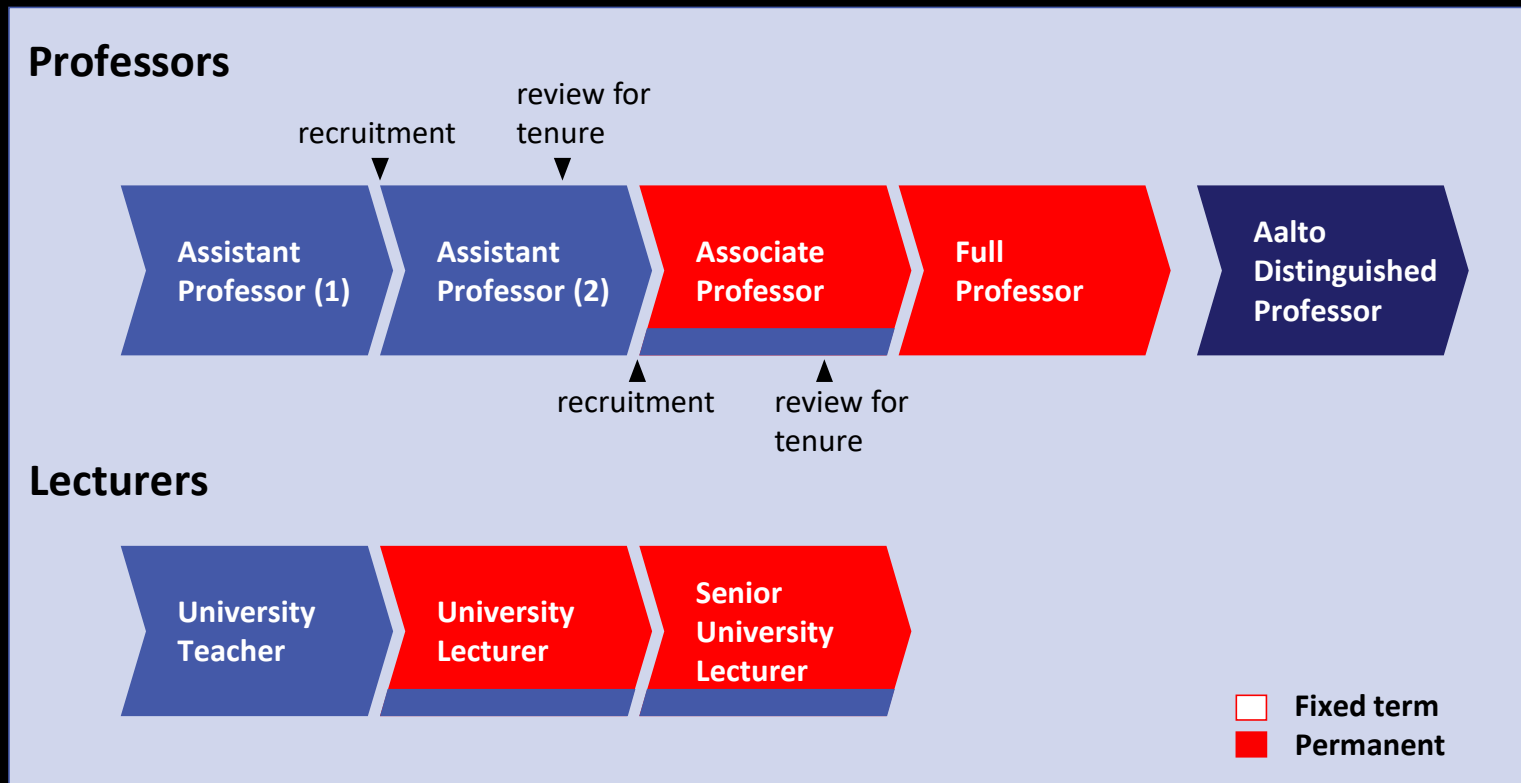 Professors
review for
tenure
recruitment
Assistant
Professor (1)
Assistant
Professor (2)
Associate
Professor
Full
Professor
Aalto
Distinguished
Professor
recruitment
review for
tenure
Lecturers
University
Teacher
University
Lecturer
Senior
University
Lecturer
Fixed term
Permanent